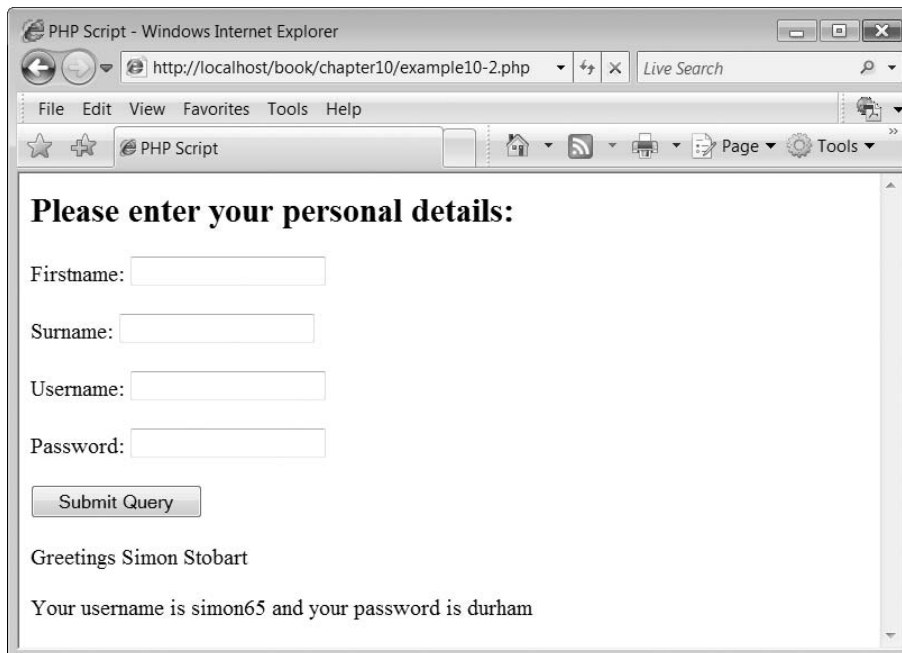 PHP Script - Windows Internet Explorer
http://localhost/book/chapter10/example10-2.php Live Search
File Edit View Favorites Tools Help
PHP Script Page Tools »
Please enter your personal details:
Firstname:
Surname:
Username:
Password:
Submit Query
Greetings Simon Stobart
Your username is simon65 and your password is durham